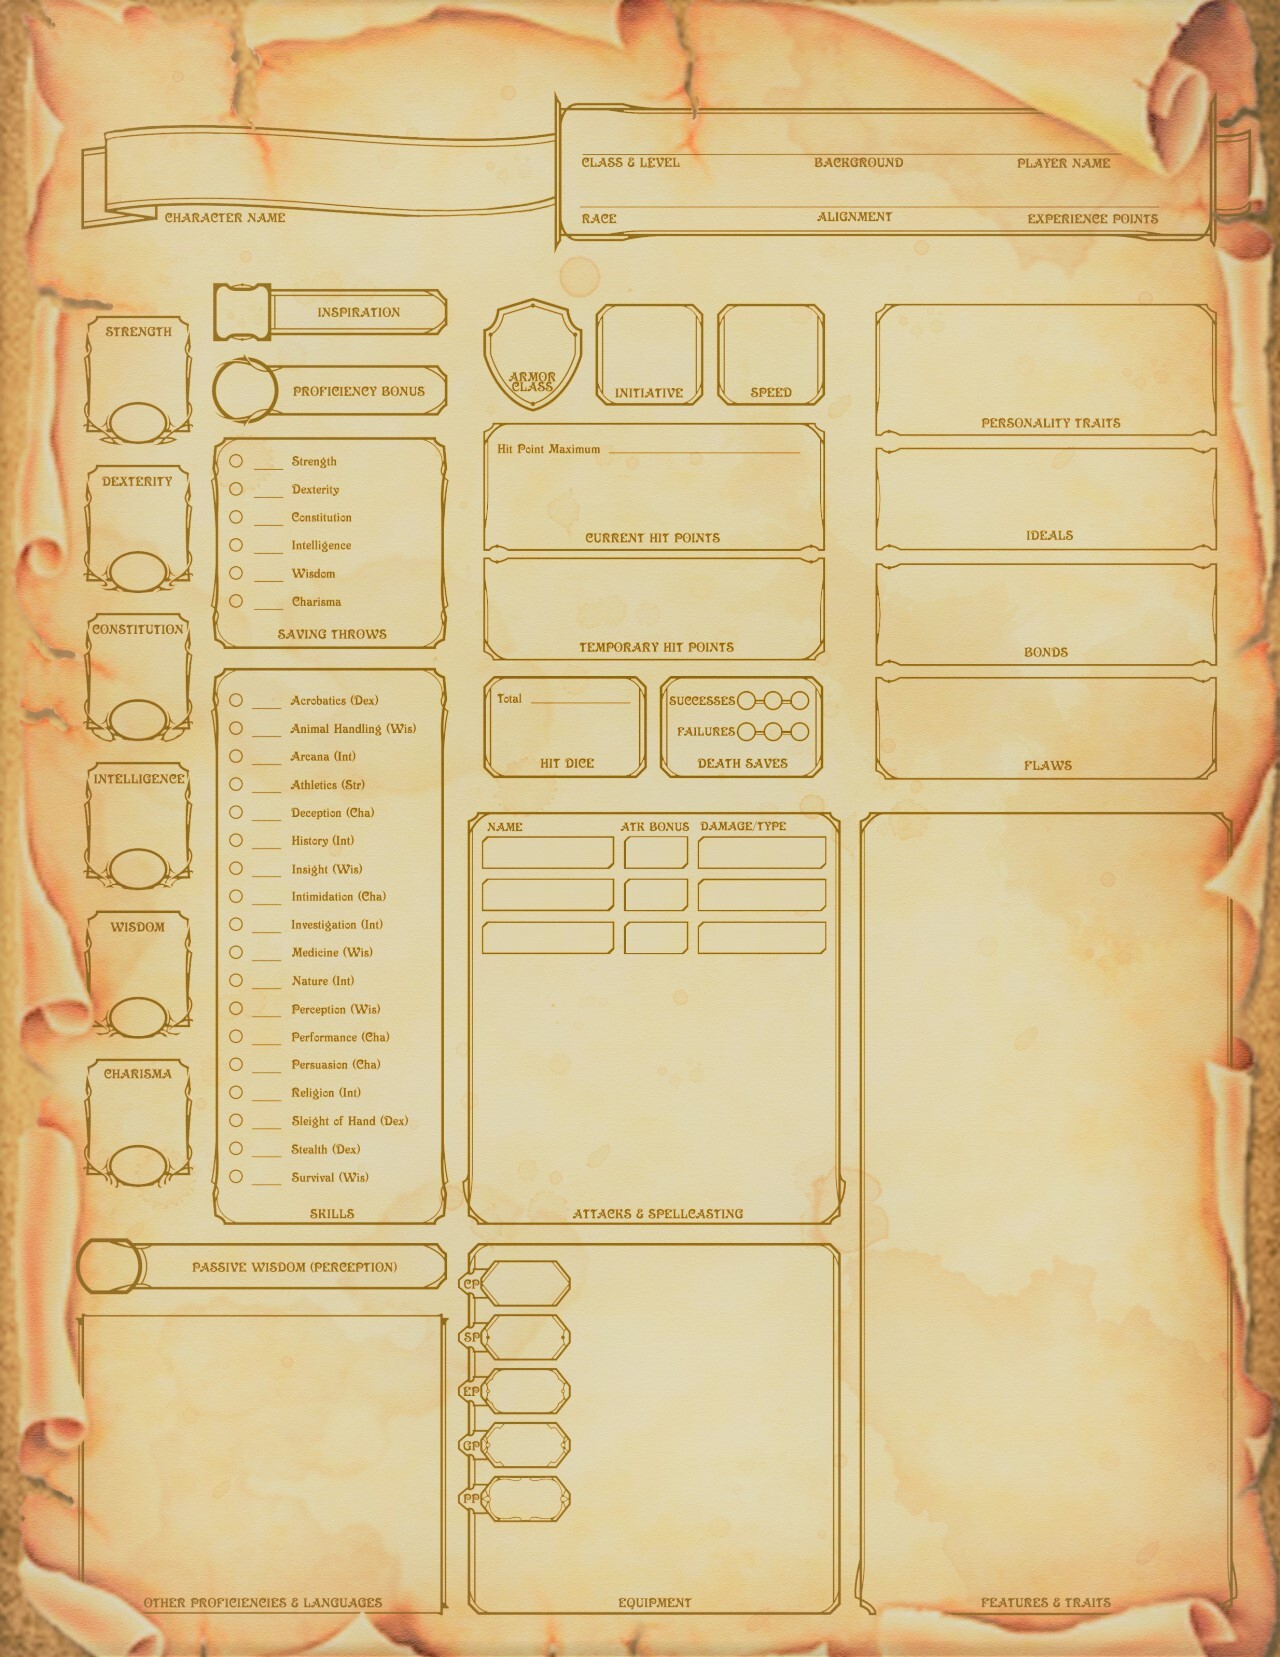 CLASS & LEVEL BACKGROUND PLAYER NAME
CHARACTER NAME
RACE ALIGNMENT EXPERIENCE POINTS
STRENGTH
DEXTERITY
CONSTITUTION
INTELLIGENCE
WISDOM
CHARISMA
INSPIRATION
PROFICIENCY BONUS
Strength
Dexterity
Constitution
Intelligence
Wisdom
Charisma
SAVING THROWS
Acrobatics (Dex)
Animal Handling (Wis)
Arcana (Int)
Athletics (Str)
Deception (Cha)
History (Int)
Insight (Wis)
Intimidation (Cha)
Investigation (Int)
Medicine (Wis)
Nature (Int)
Perception (Wis)
Performance (Cha)
Persuasion (Cha)
Religion (Int)
Sleight of Hand (Dex)
Stealth (Dex)
Survival (Wis)
SKILLS
PASSIVE WISDOM (PERCEPTION)
OTHER PROFICIENCIES & LANGUAGES
ARMOR
CLASS
INITIATIVE
SPEED
Hit Point Maximum
CURRENT HIT POINTS
TEMPORARY HIT POINTS
Total
HIT DICE
SUCCESSES
FAILURES
DEATH SAVES
NAME ATK BONUS DAMAGE/TYPE
ATTACKS & SPELLCASTING
CP
SP
EP
GP
PP
EQUIPMENT
PERSONALITY TRAITS
IDEALS
BONDS
FLAWS
FEATURES & TRAITS